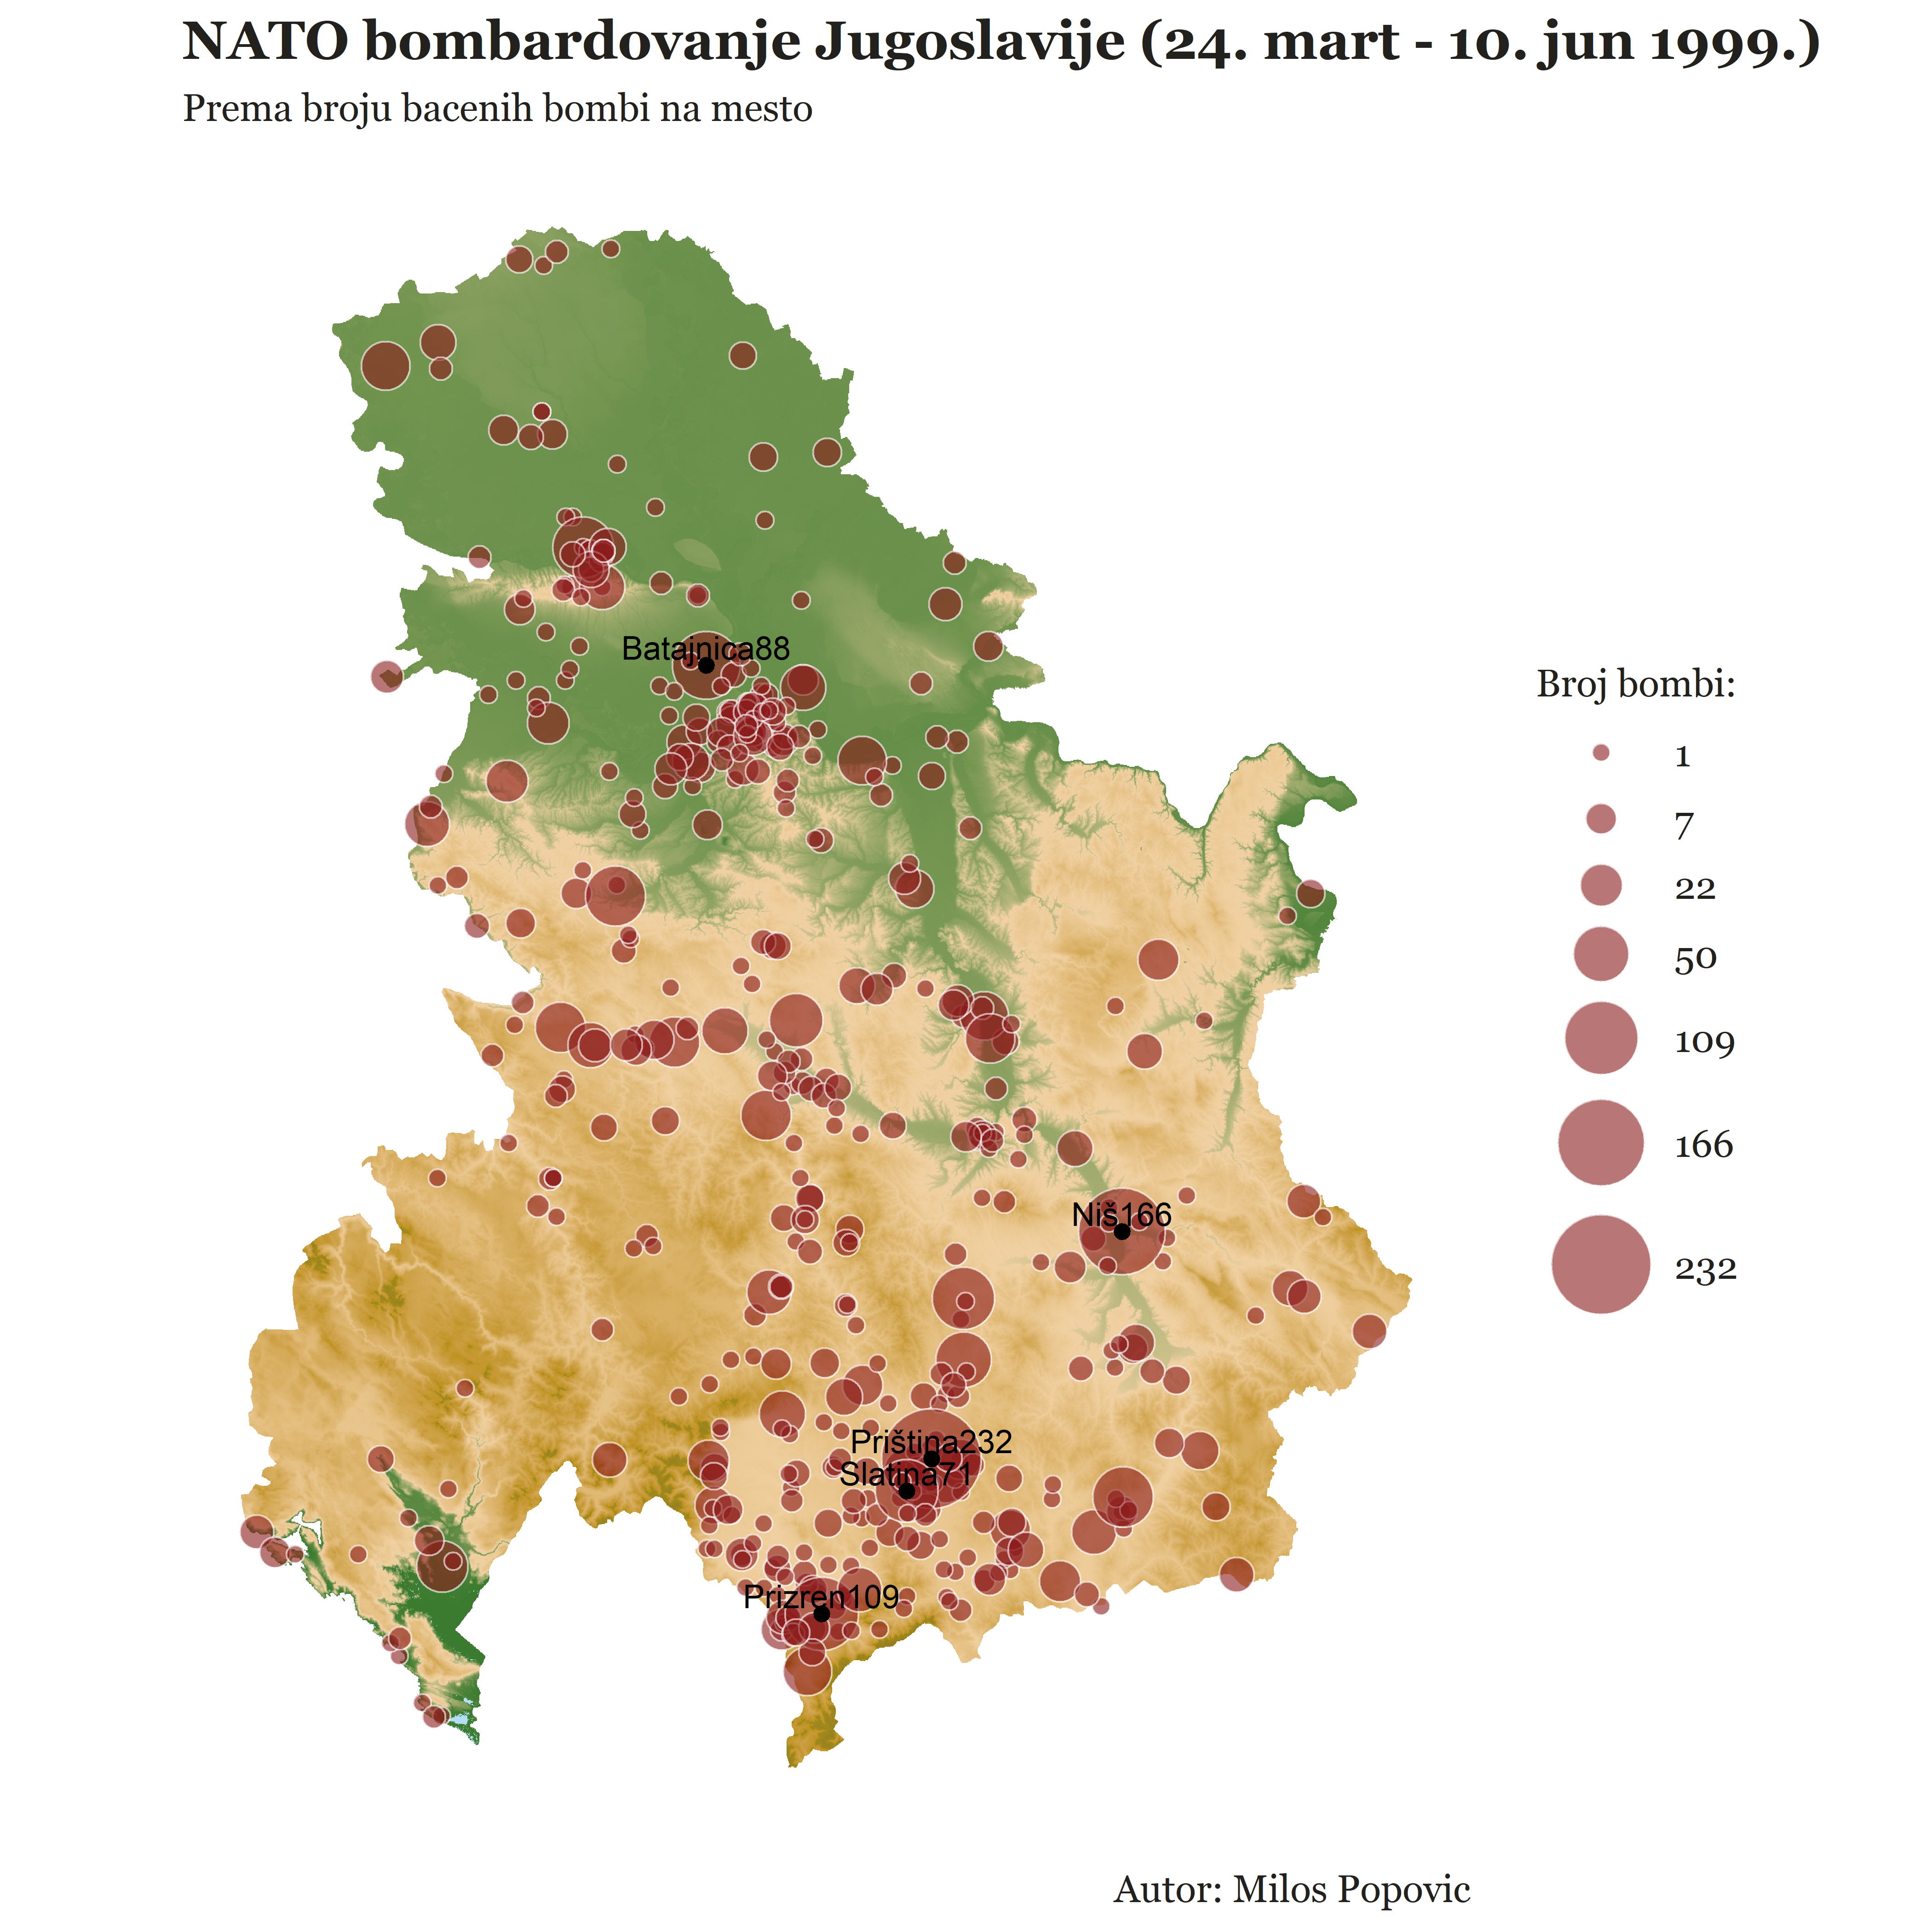 NATO bombardovanje Jugoslavije (24. mart - 10. jun 1999.)
Prema broju bacenih bombi na mesto
Batajnica88
Broj bombi:
1
7
22
50
109
166
232
Niš166
Priština232
Slatina71
Prizren109
Autor: Milos Popovic